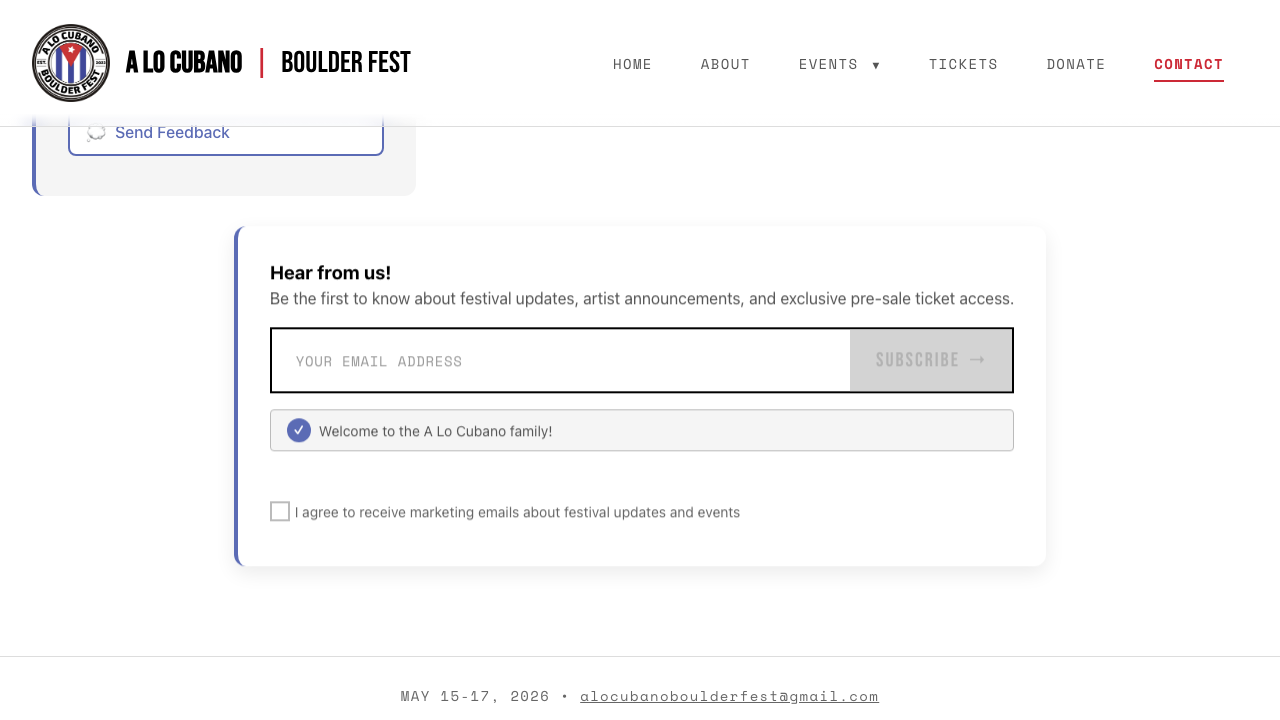 A LO CUBANO
EST. 2023
BOULDER FEST
A LO CUBANO | BOULDER FEST
HOME ABOUT EVENTS ▼ TICKETS DONATE CONTACT
Send Feedback
Hear from us!
Be the first to know about festival updates, artist announcements, and exclusive pre-sale ticket access.
YOUR EMAIL ADDRESS
SUBSCRIBE →
Welcome to the A Lo Cubano family!
I agree to receive marketing emails about festival updates and events
MAY 15-17, 2026 • alocubanoboulderfest@gmail.com